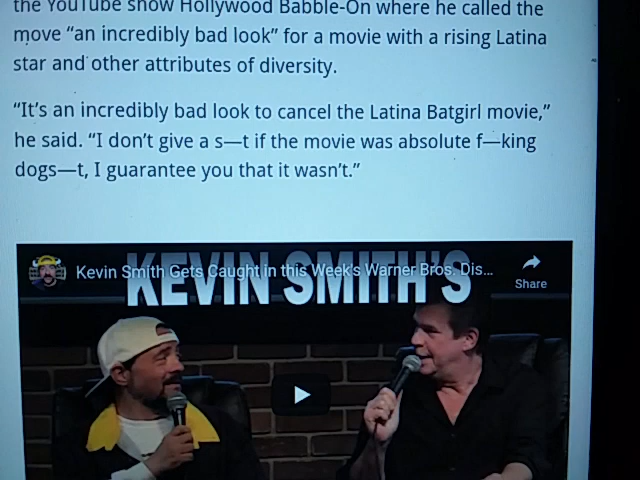 the YouTube show Hollywood Babble-On where he called the
move “an incredibly bad look” for a movie with a rising Latina
star and other attributes of diversity.
“It’s an incredibly bad look to cancel the Latina Batgirl movie,”
he said. “I don’t give a s—t if the movie was absolute f—king
dogs—t, I guarantee you that it wasn’t.”
Kevin Smith Gets Caught in this Week's Warner Bros. Dis...
Share
KEVIN SMITH'S